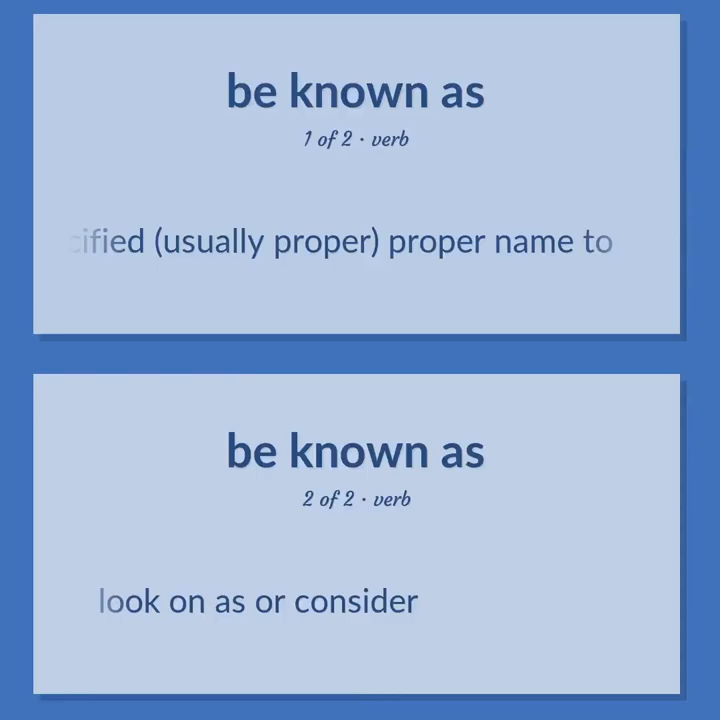 be known as
1 of 2 · verb
cified (usually proper) proper name to
be known as
2 of 2 · verb
look on as or consider